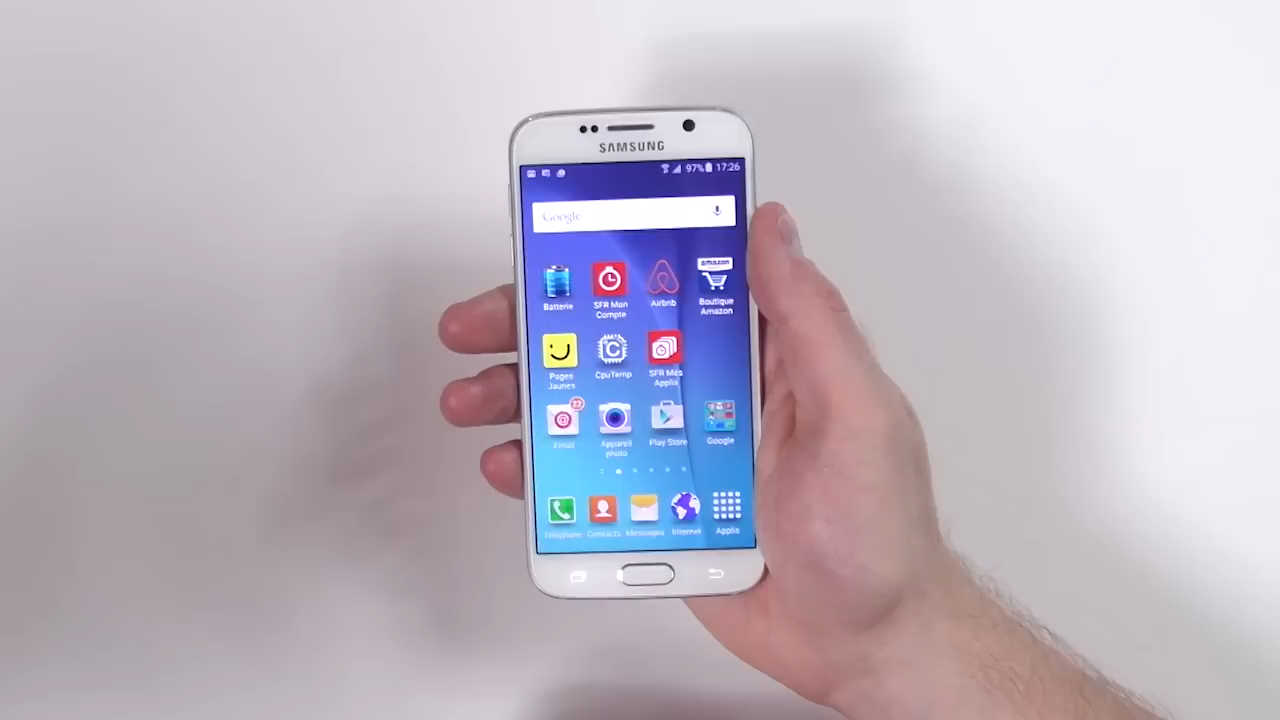 SAMSUNG
97% 17:26
Google
amazon
Batterie
SFR Mon
Compte
Airbnb
Boutique
Amazon
Pages
Jaunes
C
CpuTemp
SFR Mes
Applis
22
@
Email
Appareil
photo
Play Store
Google
Téléphone
Contacts
Messages
Internet
Applis